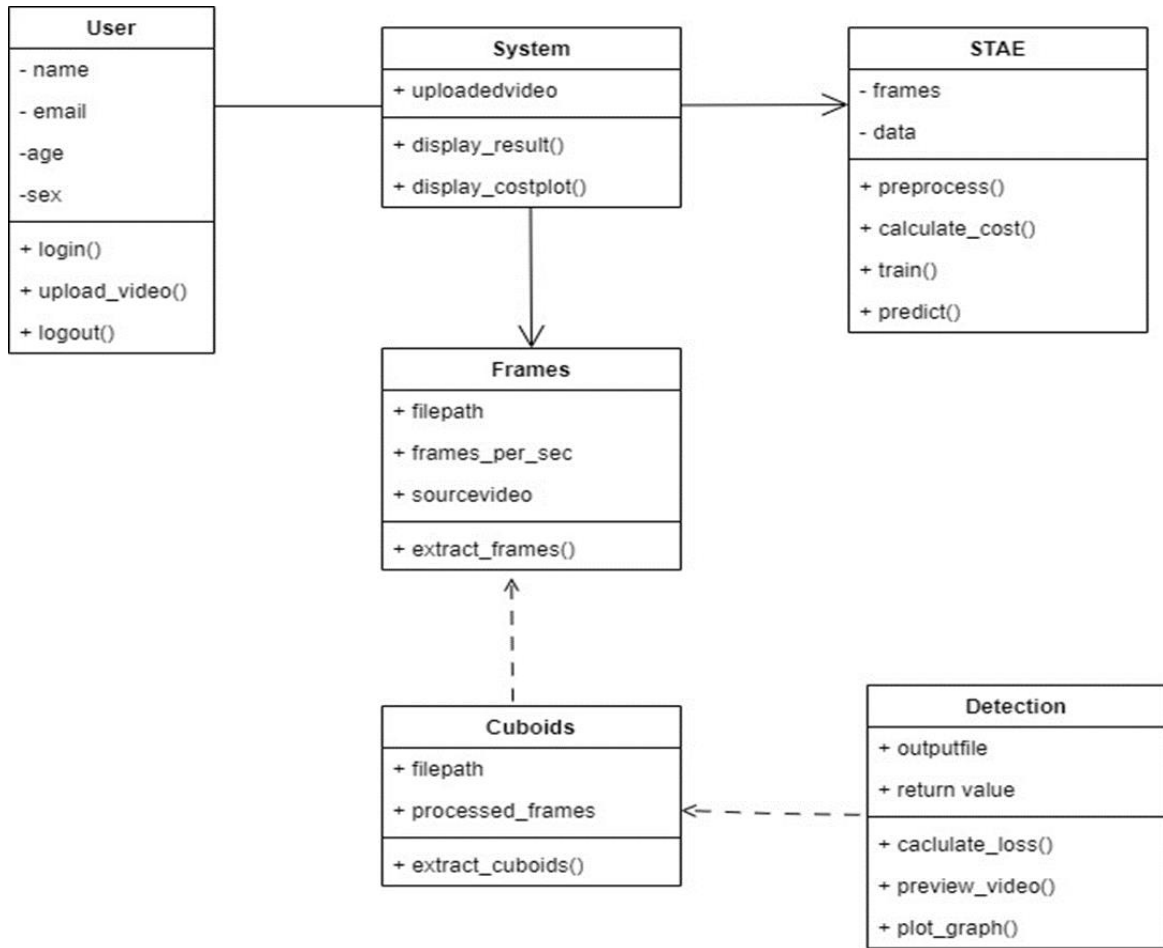 User
- name
- email
-age
-sex
+ login()
+ upload_video()
+ logout()
System
+ uploadedvideo
+ display_result()
+ display_costplot()
STAE
- frames
- data
+ preprocess()
+ calculate_cost()
+ train()
+ predict()
Frames
+ filepath
+ frames_per_sec
+ sourcevideo
+ extract_frames()
Cuboids
+ filepath
+ processed_frames
+ extract_cuboids()
Detection
+ outputfile
+ return value
+ caclulate_loss()
+ preview_video()
+ plot_graph()